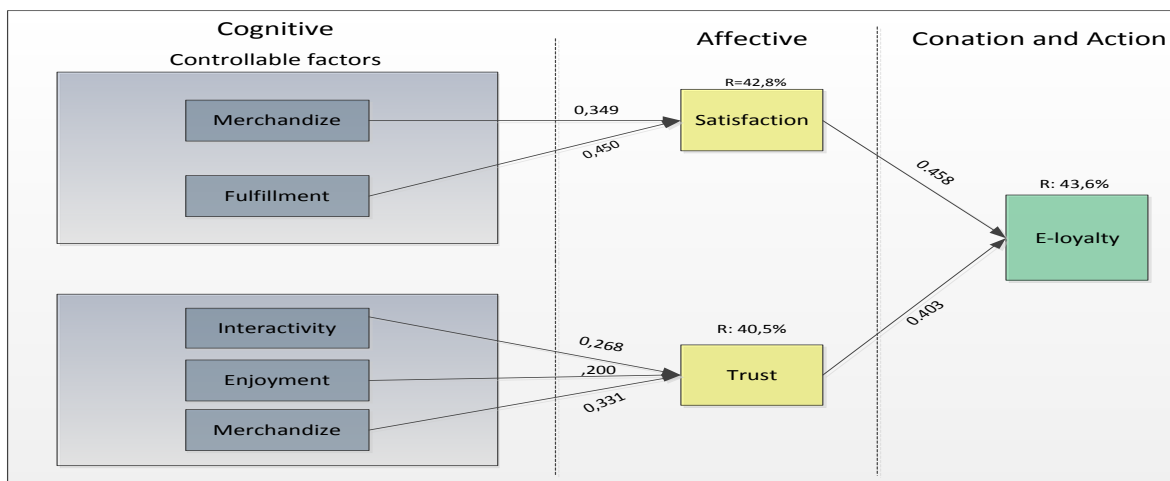 Cognitive
Controllable factors
Affective
Conation and Action
Merchandize
0,349
R=42,8%
Satisfaction
Fulfillment
0,450
0.458
R: 43,6%
E-loyalty
Interactivity
0,268
R: 40,5%
Trust
0.403
Enjoyment
,200
Merchandize
0,331